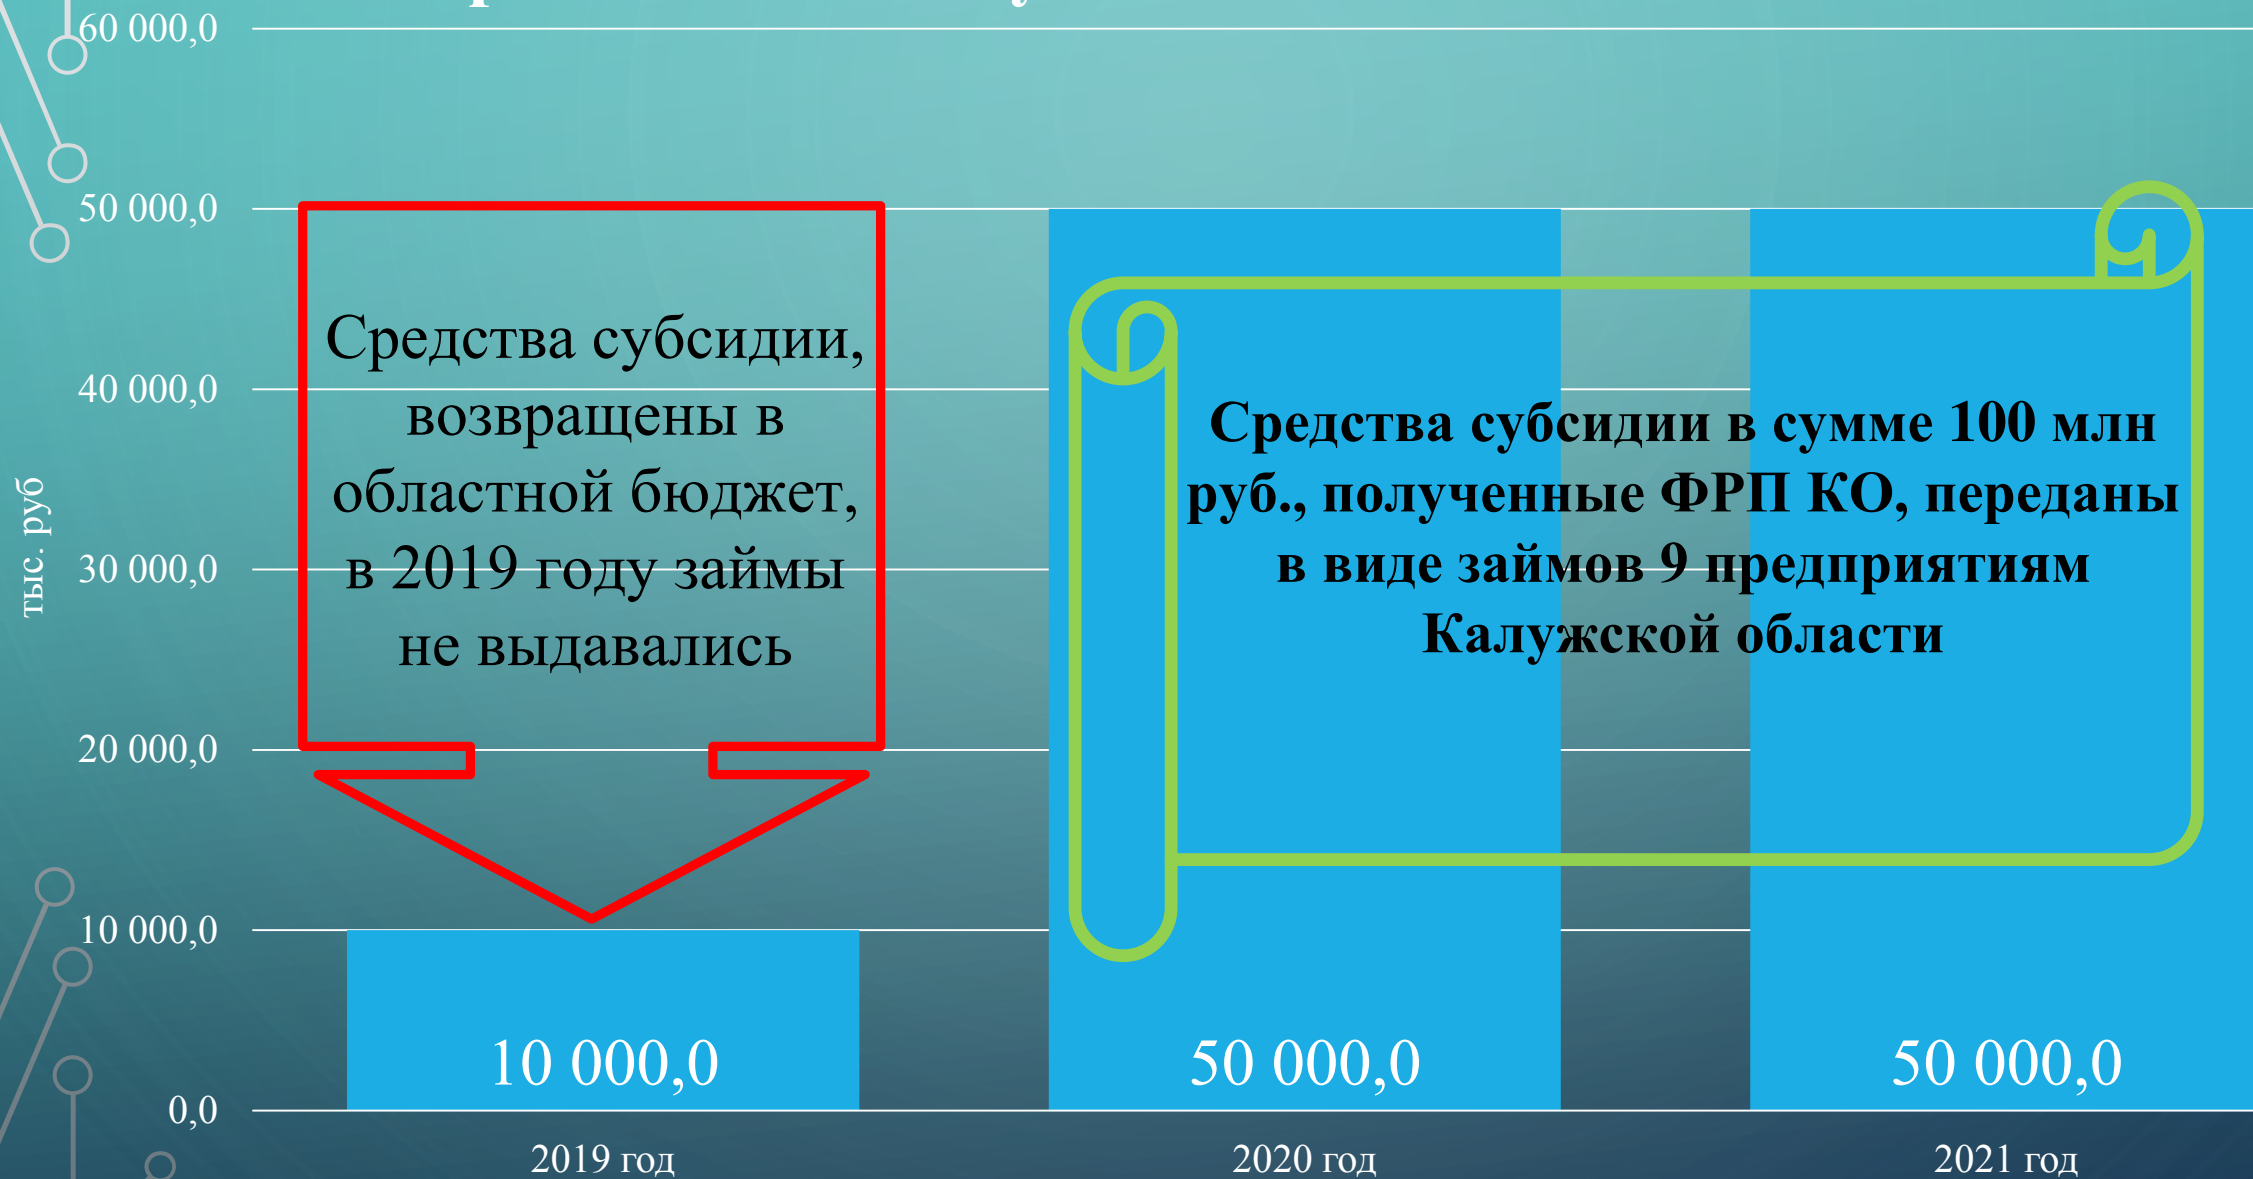 60 000,0
50 000,0
40 000,0
30 000,0
20 000,0
10 000,0
0,0
тыс. руб
Средства субсидии,
возвращены в
областной бюджет,
в 2019 году займы
не выдавались
Средства субсидии в сумме 100 млн
руб., полученные ФРП КО, переданы
в виде займов 9 предприятиям
Калужской области
10 000,0
50 000,0
50 000,0
2019 год
2020 год
2021 год